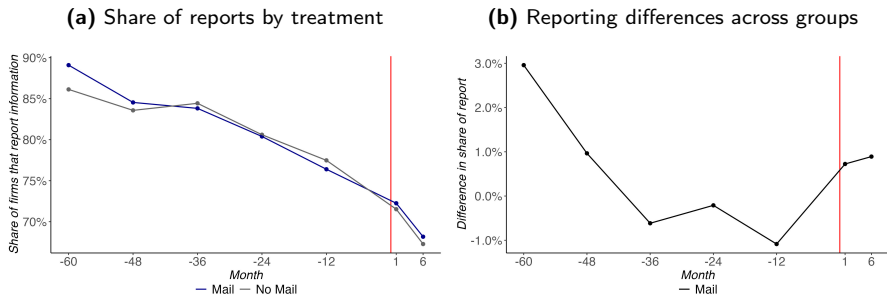 (a) Share of reports by treatment
Share of firms that report information
90%
85%
80%
75%
70%
-60 -48 -36 -24 -12 1 6
Month
Mail No Mail
(b) Reporting differences across groups
Difference in share of report
3.0%
2.0%
1.0%
0.0%
-1.0%
-60 -48 -36 -24 -12 1 6
Month
Mail